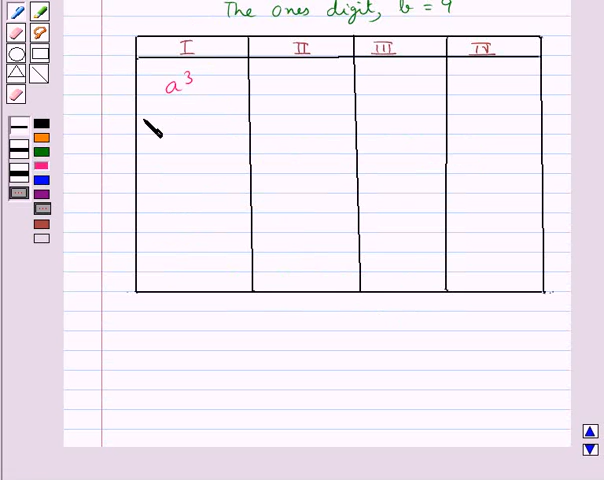 The ones digit, b = 9
I II III IV
a³